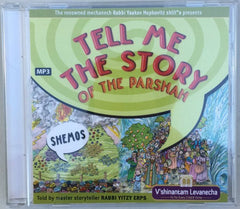 The renowned mechanech Rabbi Yaakov Hopkowitz shlit"a presents
TELL ME
MP3
THE STORY
OF THE PARSHAH
SHEMOS
V'shinantam Levanecha
Told by master storyteller RABBI YITZY ERPS